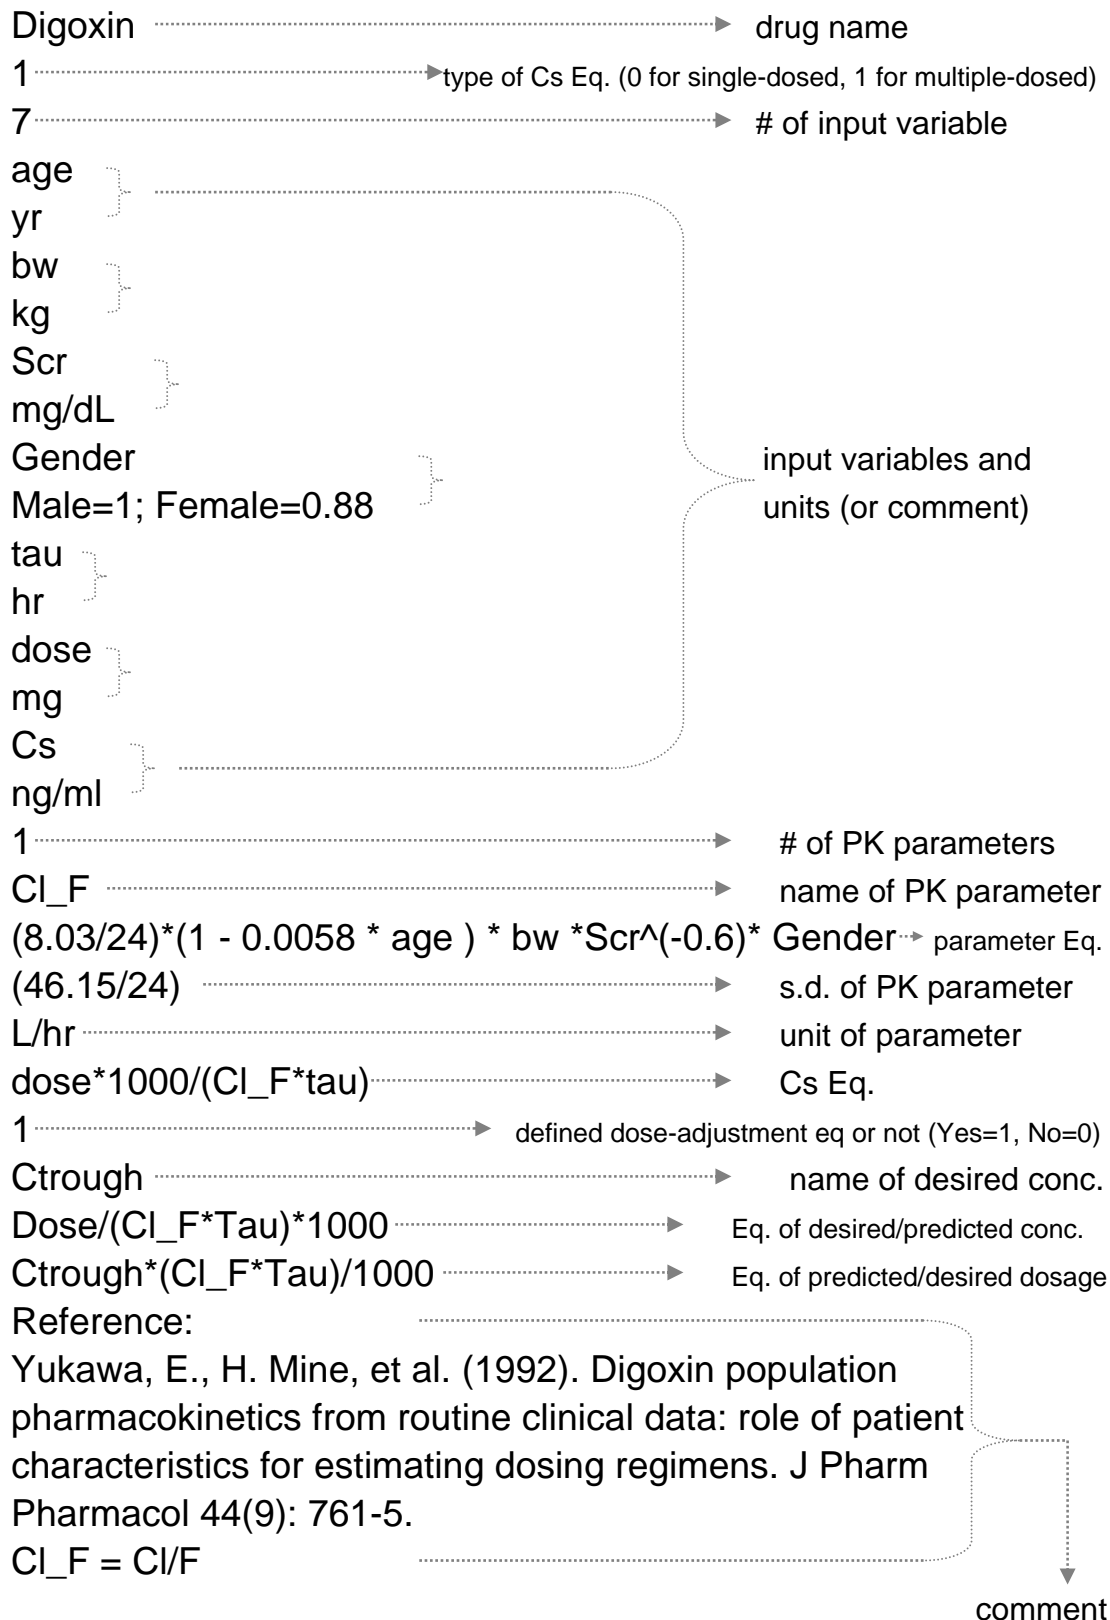 Digoxin drug name
1 type of Cs Eq. (0 for single-dosed, 1 for multiple-dosed)
7 # of input variable
age
yr
bw
kg
Scr
mg/dL
Gender input variables and
Male=1; Female=0.88 units (or comment)
tau
hr
dose
mg
Cs
ng/ml
1 # of PK parameters
Cl_F name of PK parameter
(8.03/24)*(1 - 0.0058 * age ) * bw *Scr^(-0.6)* Gender parameter Eq.
(46.15/24) s.d. of PK parameter
L/hr unit of parameter
dose*1000/(Cl_F*tau) Cs Eq.
1 defined dose-adjustment eq or not (Yes=1, No=0)
Ctrough name of desired conc.
Dose/(Cl_F*Tau)*1000 Eq. of desired/predicted conc.
Ctrough*(Cl_F*Tau)/1000 Eq. of predicted/desired dosage
Reference:
Yukawa, E., H. Mine, et al. (1992). Digoxin population
pharmacokinetics from routine clinical data: role of patient
characteristics for estimating dosing regimens. J Pharm
Pharmacol 44(9): 761-5.
Cl_F = Cl/F
comment